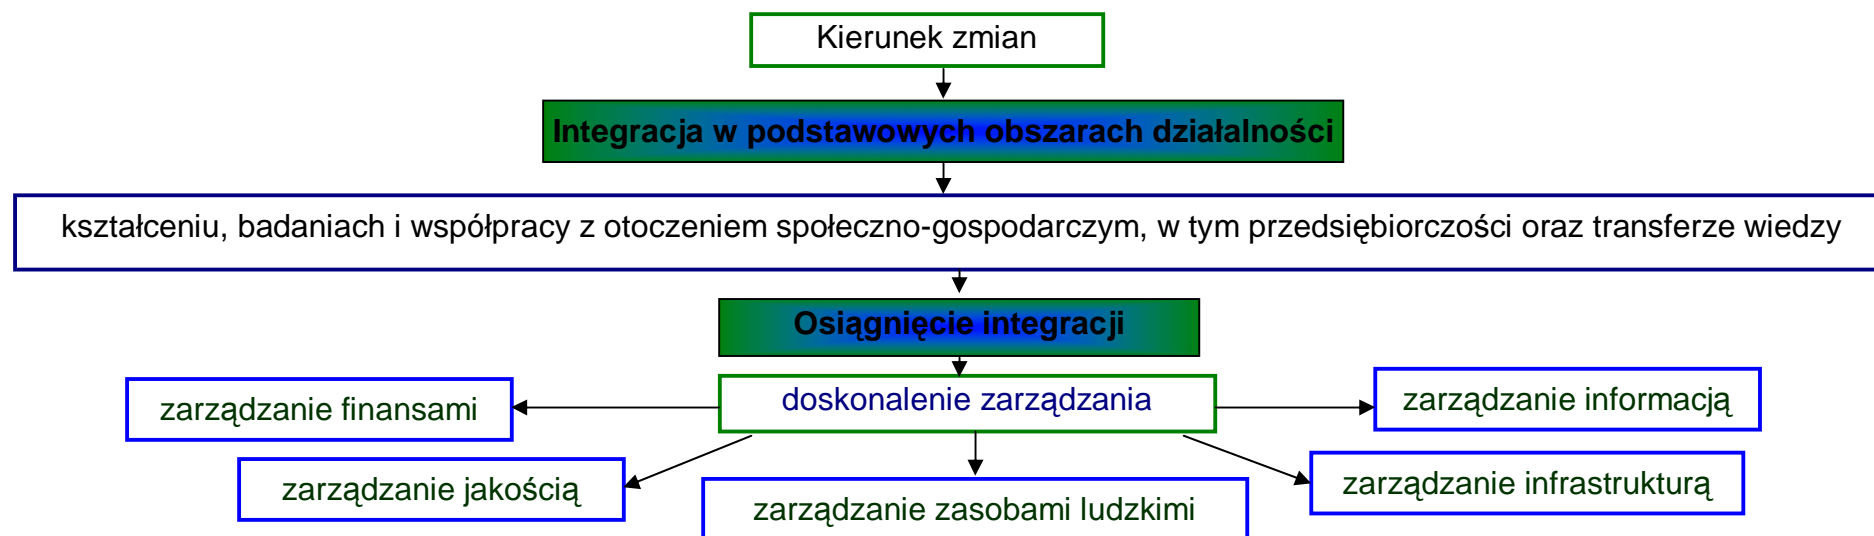 Kierunek zmian
Integracja w podstawowych obszarach działalności
kształceniu, badaniach i współpracy z otoczeniem społeczno-gospodarczym, w tym przedsiębiorczości oraz transferze wiedzy
Osiągnięcie integracji
doskonalenie zarządzania
zarządzanie finansami
zarządzanie informacją
zarządzanie jakością
zarządzanie zasobami ludzkimi
zarządzanie infrastrukturą